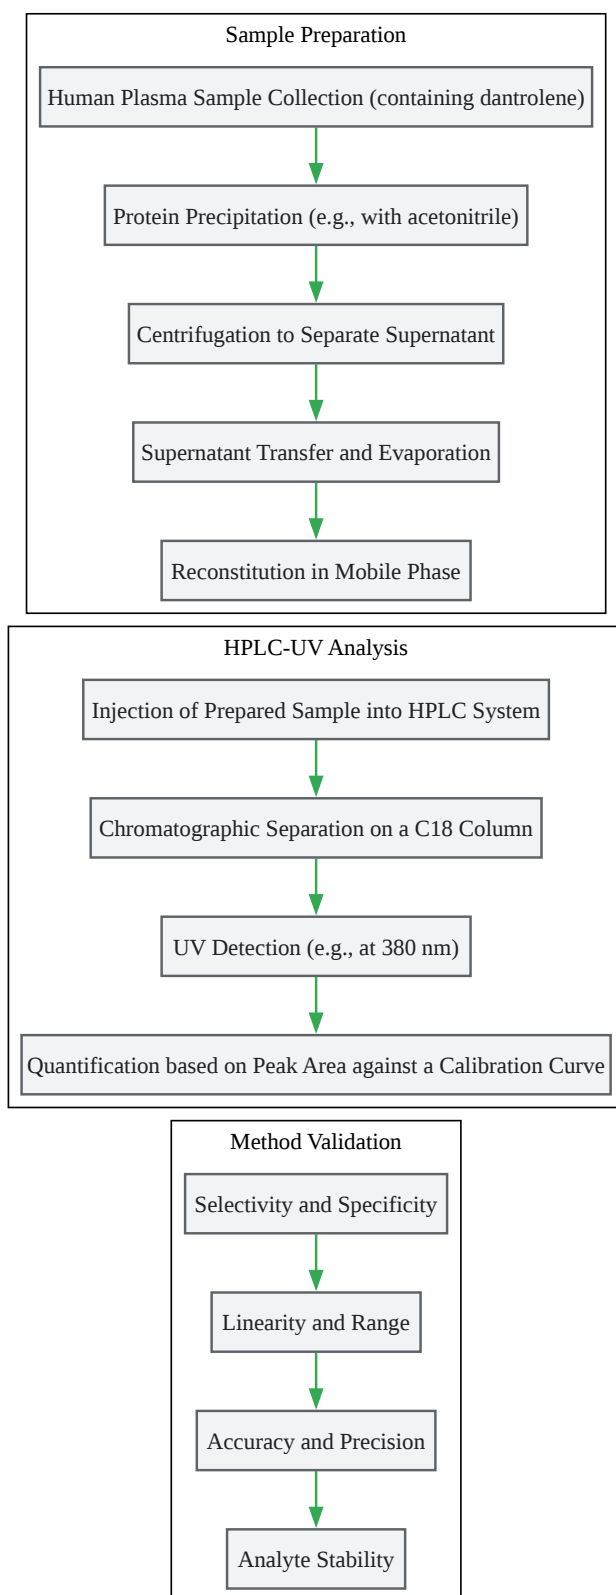 Sample Preparation
Human Plasma Sample Collection (containing dantrolene)
Protein Precipitation (e.g., with acetonitrile)
Centrifugation to Separate Supernatant
Supernatant Transfer and Evaporation
Reconstitution in Mobile Phase
HPLC-UV Analysis
Injection of Prepared Sample into HPLC System
Chromatographic Separation on a C18 Column
UV Detection (e.g., at 380 nm)
Quantification based on Peak Area against a Calibration Curve
Method Validation
Selectivity and Specificity
Linearity and Range
Accuracy and Precision
Analyte Stability